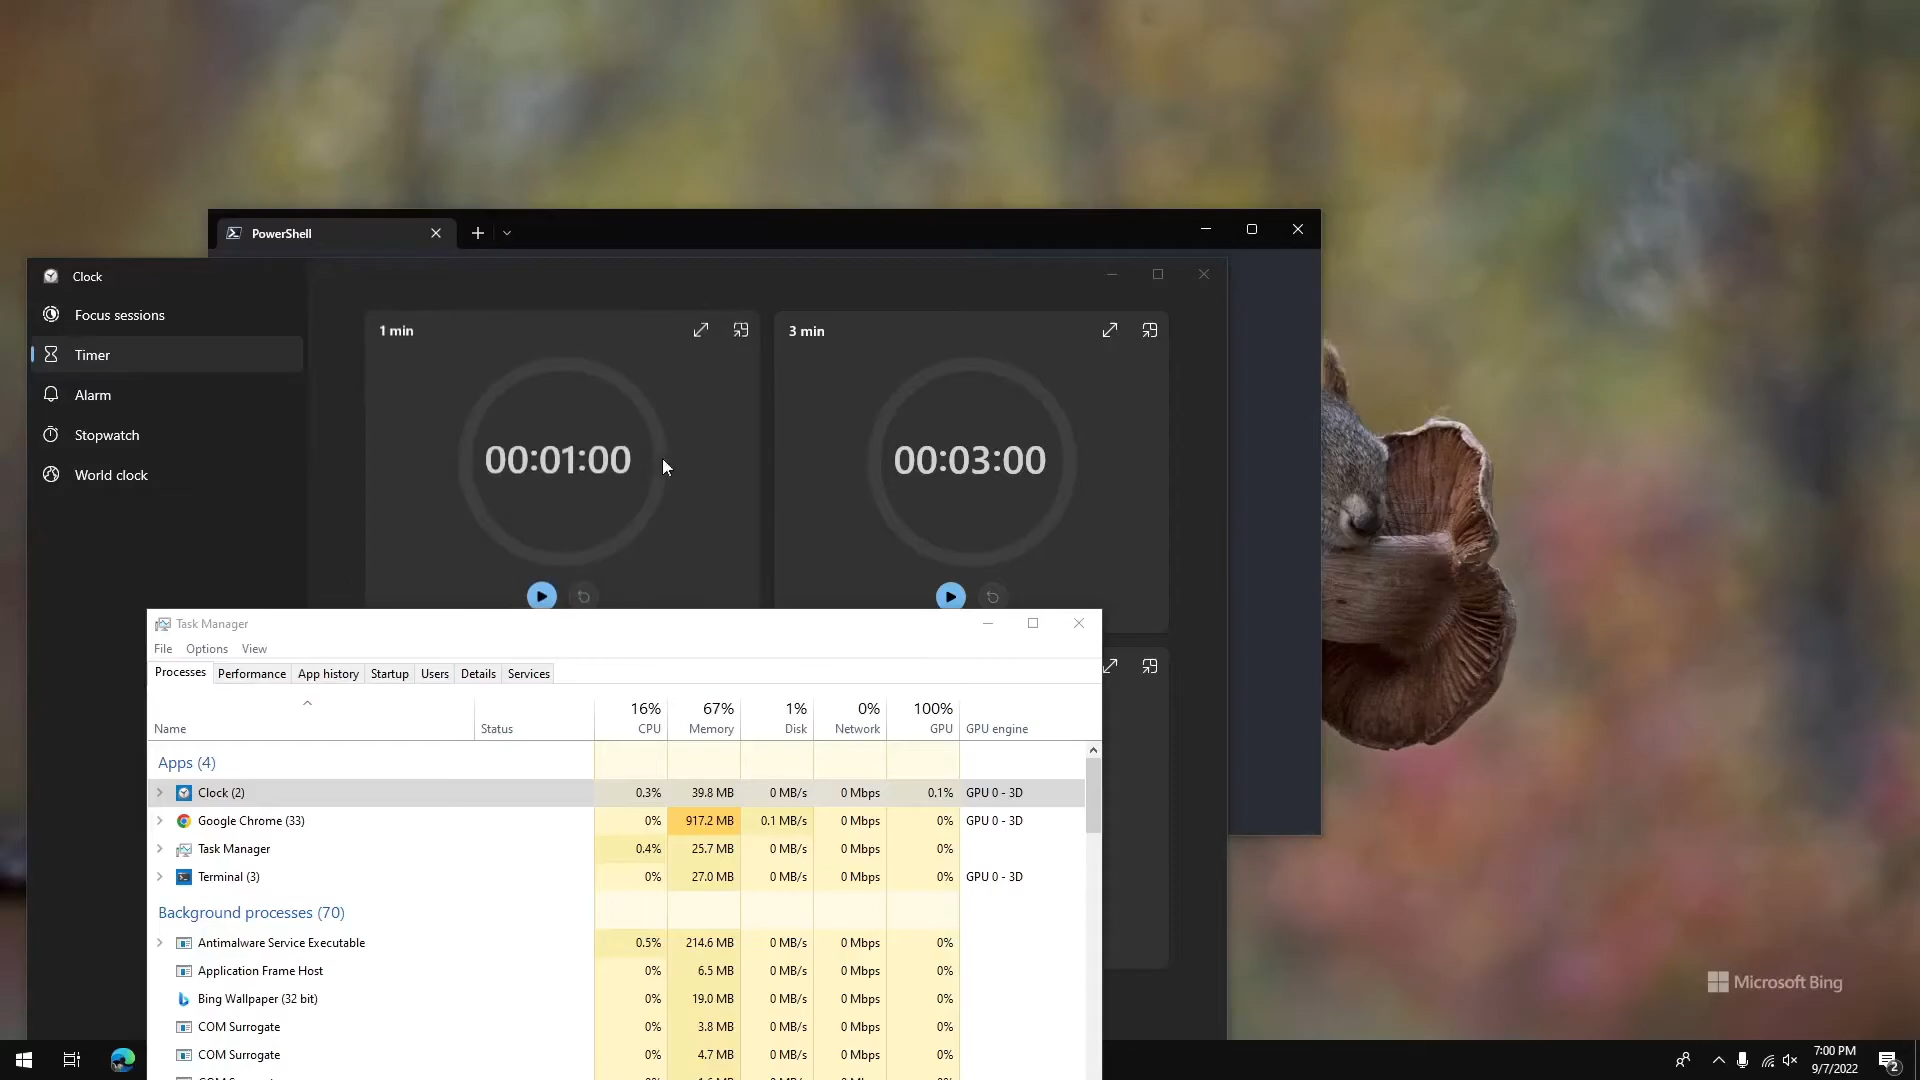 PowerShell
Clock
Focus sessions
Timer
Alarm
Stopwatch
World clock
1 min
00:01:00
3 min
00:03:00
Task Manager
File Options View
Processes Performance App history Startup Users Details Services
16% 67% 1% 0% 100%
Name Status CPU Memory Disk Network GPU GPU engine
Apps (4)
Clock (2) 0.3% 39.8 MB 0 MB/s 0 Mbps 0.1% GPU 0 - 3D
Google Chrome (33) 0% 917.2 MB 0.1 MB/s 0 Mbps 0% GPU 0 - 3D
Task Manager 0.4% 25.7 MB 0 MB/s 0 Mbps 0%
Terminal (3) 0% 27.0 MB 0 MB/s 0 Mbps 0% GPU 0 - 3D
Background processes (70)
Antimalware Service Executable 0.5% 214.6 MB 0 MB/s 0 Mbps 0%
Application Frame Host 0% 6.5 MB 0 MB/s 0 Mbps 0%
Bing Wallpaper (32 bit) 0% 19.0 MB 0 MB/s 0 Mbps 0%
COM Surrogate 0% 3.8 MB 0 MB/s 0 Mbps 0%
COM Surrogate 0% 4.7 MB 0 MB/s 0 Mbps 0%
Microsoft Bing
7:00 PM
9/7/2022
2